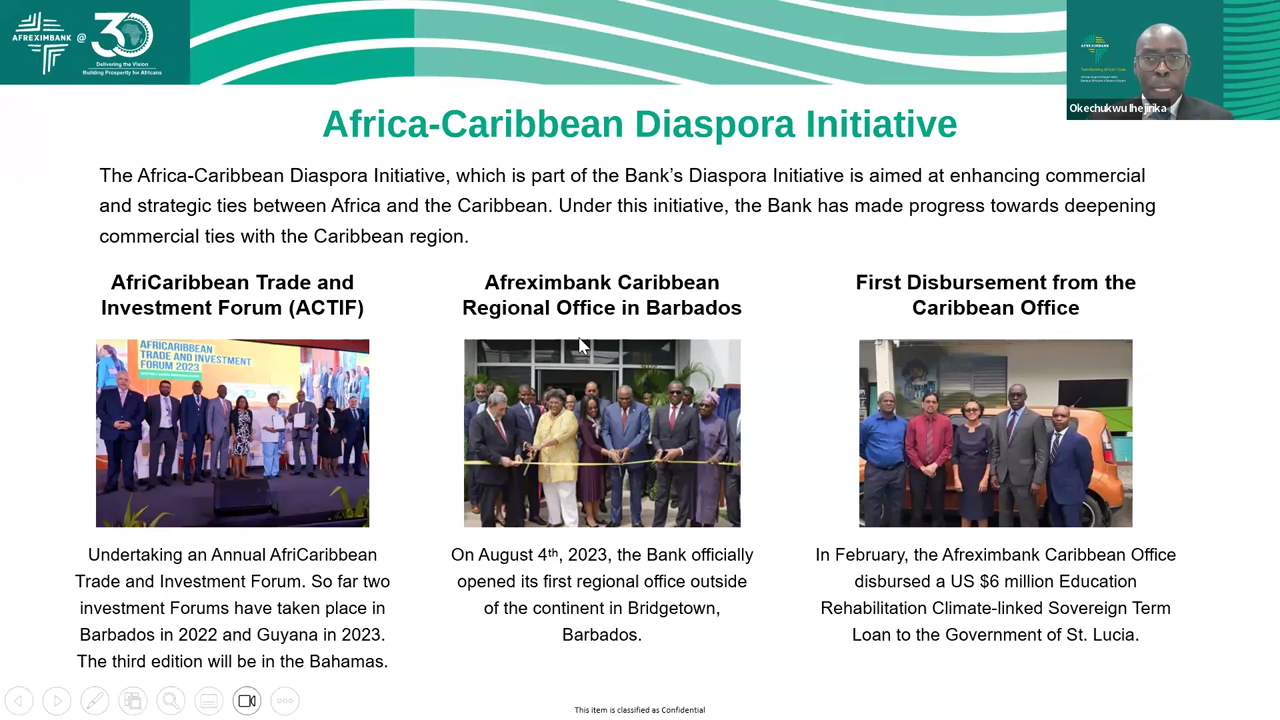 AFREXIMBANK @ 30
Delivering the Vision
Building Prosperity for Africans
AFREXIMBANK
Okechukwu Ihejirika
Africa-Caribbean Diaspora Initiative
The Africa-Caribbean Diaspora Initiative, which is part of the Bank’s Diaspora Initiative is aimed at enhancing commercial
and strategic ties between Africa and the Caribbean. Under this initiative, the Bank has made progress towards deepening
commercial ties with the Caribbean region.
AfriCaribbean Trade and
Investment Forum (ACTIF)
AFRICARIBBEAN
TRADE AND INVESTMENT
FORUM 2023
Undertaking an Annual AfriCaribbean
Trade and Investment Forum. So far two
investment Forums have taken place in
Barbados in 2022 and Guyana in 2023.
The third edition will be in the Bahamas.
Afreximbank Caribbean
Regional Office in Barbados
On August 4th, 2023, the Bank officially
opened its first regional office outside
of the continent in Bridgetown,
Barbados.
First Disbursement from the
Caribbean Office
In February, the Afreximbank Caribbean Office
disbursed a US $6 million Education
Rehabilitation Climate-linked Sovereign Term
Loan to the Government of St. Lucia.
This item is classified as Confidential